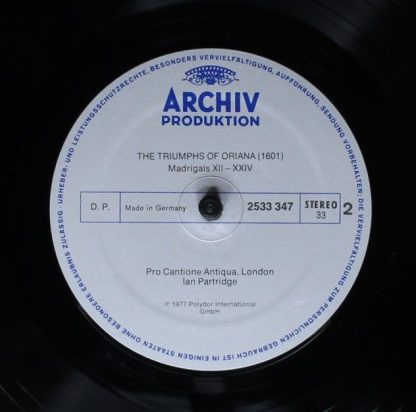 URHEBER- UND LEISTUNGSSCHUTZRECHTE, BESONDERS VERVIELFÄLTIGUNG, AUFFÜHRUNG, SENDUNG VORBEHALTEN; DIE VERVIELFÄLTIGUNG ZUM PERSÖNLICHEN GEBRAUCH IST IN EINIGEN STAATEN OHNE BESONDERE ERLAUBNIS ZULÄSSIG ·
ARCHIV
PRODUKTION
THE TRIUMPHS OF ORIANA (1601)
Madrigals XII – XXIV
D. P. Made in Germany 2533 347 STEREO 33 2
Pro Cantione Antiqua, London
Ian Partridge
℗ 1977 Polydor International
GmbH